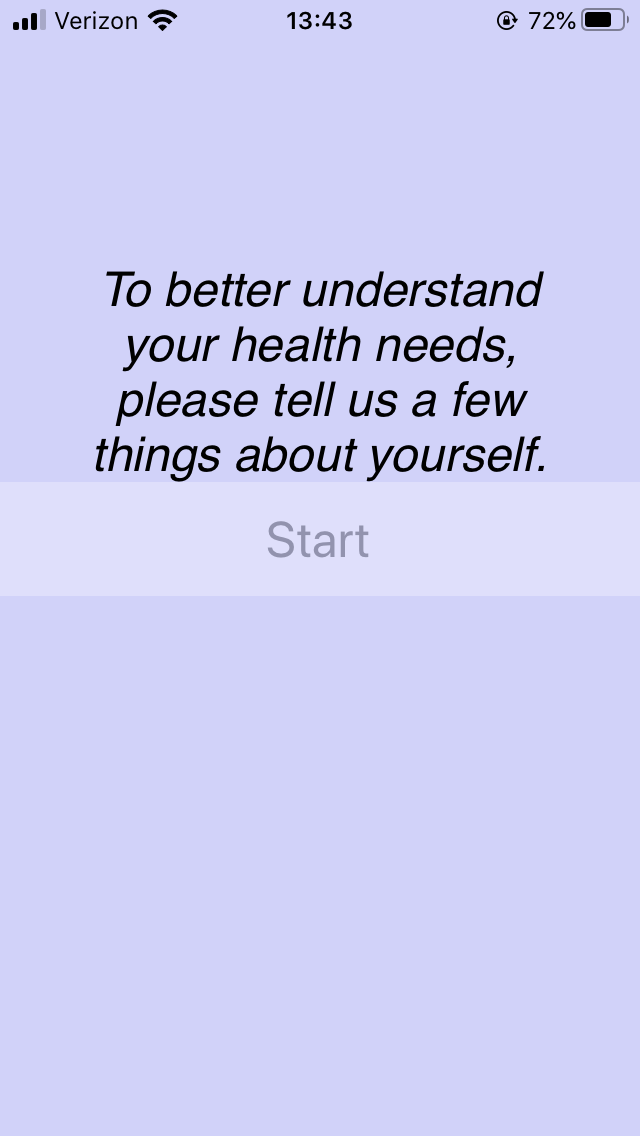 Verizon 13:43 72%
To better understand
your health needs,
please tell us a few
things about yourself.
Start